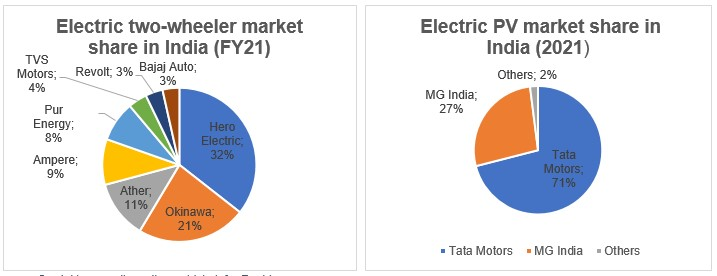 Electric two-wheeler market
share in India (FY21)
TVS
Motors;
4%
Revolt; 3%
Bajaj Auto;
3%
Pur
Energy;
8%
Hero
Electric;
32%
Ampere;
9%
Ather;
11%
Okinawa;
21%
Electric PV market share in
India (2021)
Others; 2%
MG India;
27%
Tata
Motors;
71%
Tata Motors MG India Others